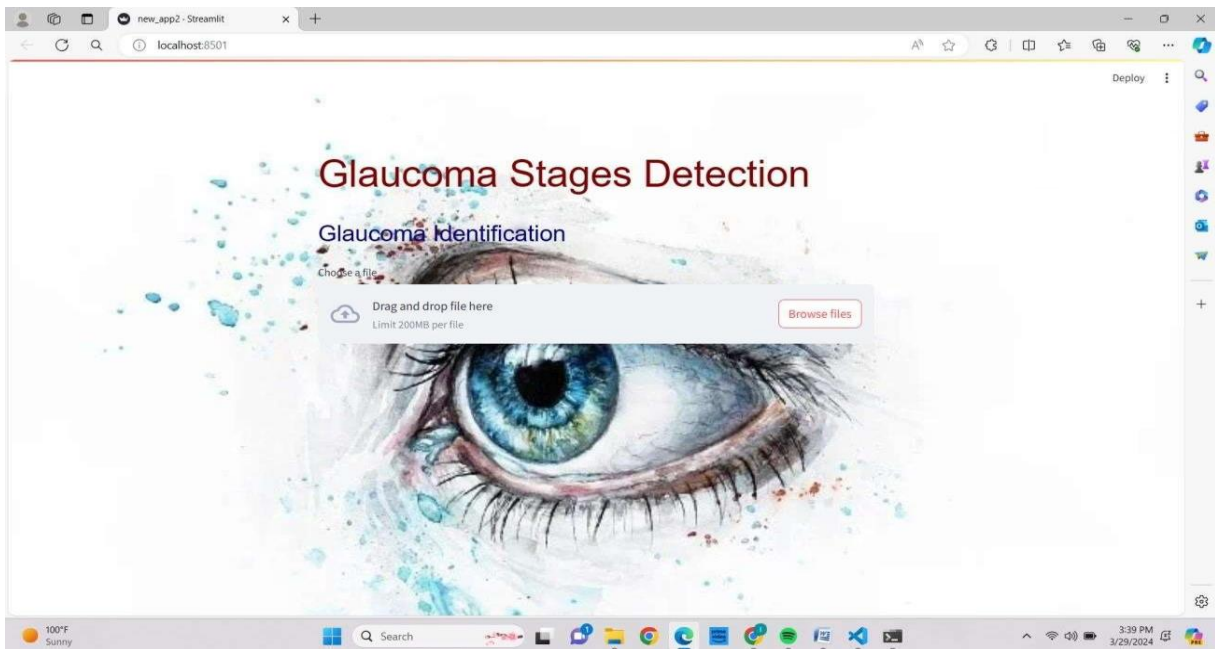 new_app2 - Streamlit
localhost:8501
Deploy
Glaucoma Stages Detection
Glaucoma Identification
Choose a file
Drag and drop file here
Limit 200MB per file
Browse files
100°F
Sunny
Search
3:39 PM
3/29/2024